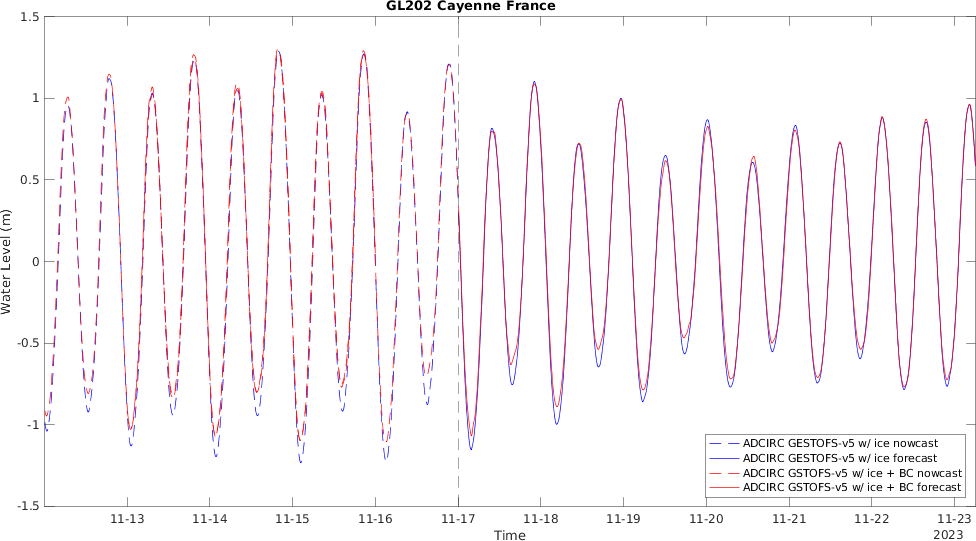 GL202 Cayenne France
1.5
1
0.5
0
-0.5
-1
-1.5
Water Level (m)
ADCIRC GESTOFS-v5 w/ ice nowcast
ADCIRC GESTOFS-v5 w/ ice forecast
ADCIRC GSTOFS-v5 w/ ice + BC nowcast
ADCIRC GSTOFS-v5 w/ ice + BC forecast
11-13 11-14 11-15 11-16 11-17 11-18 11-19 11-20 11-21 11-22 11-23
Time
2023